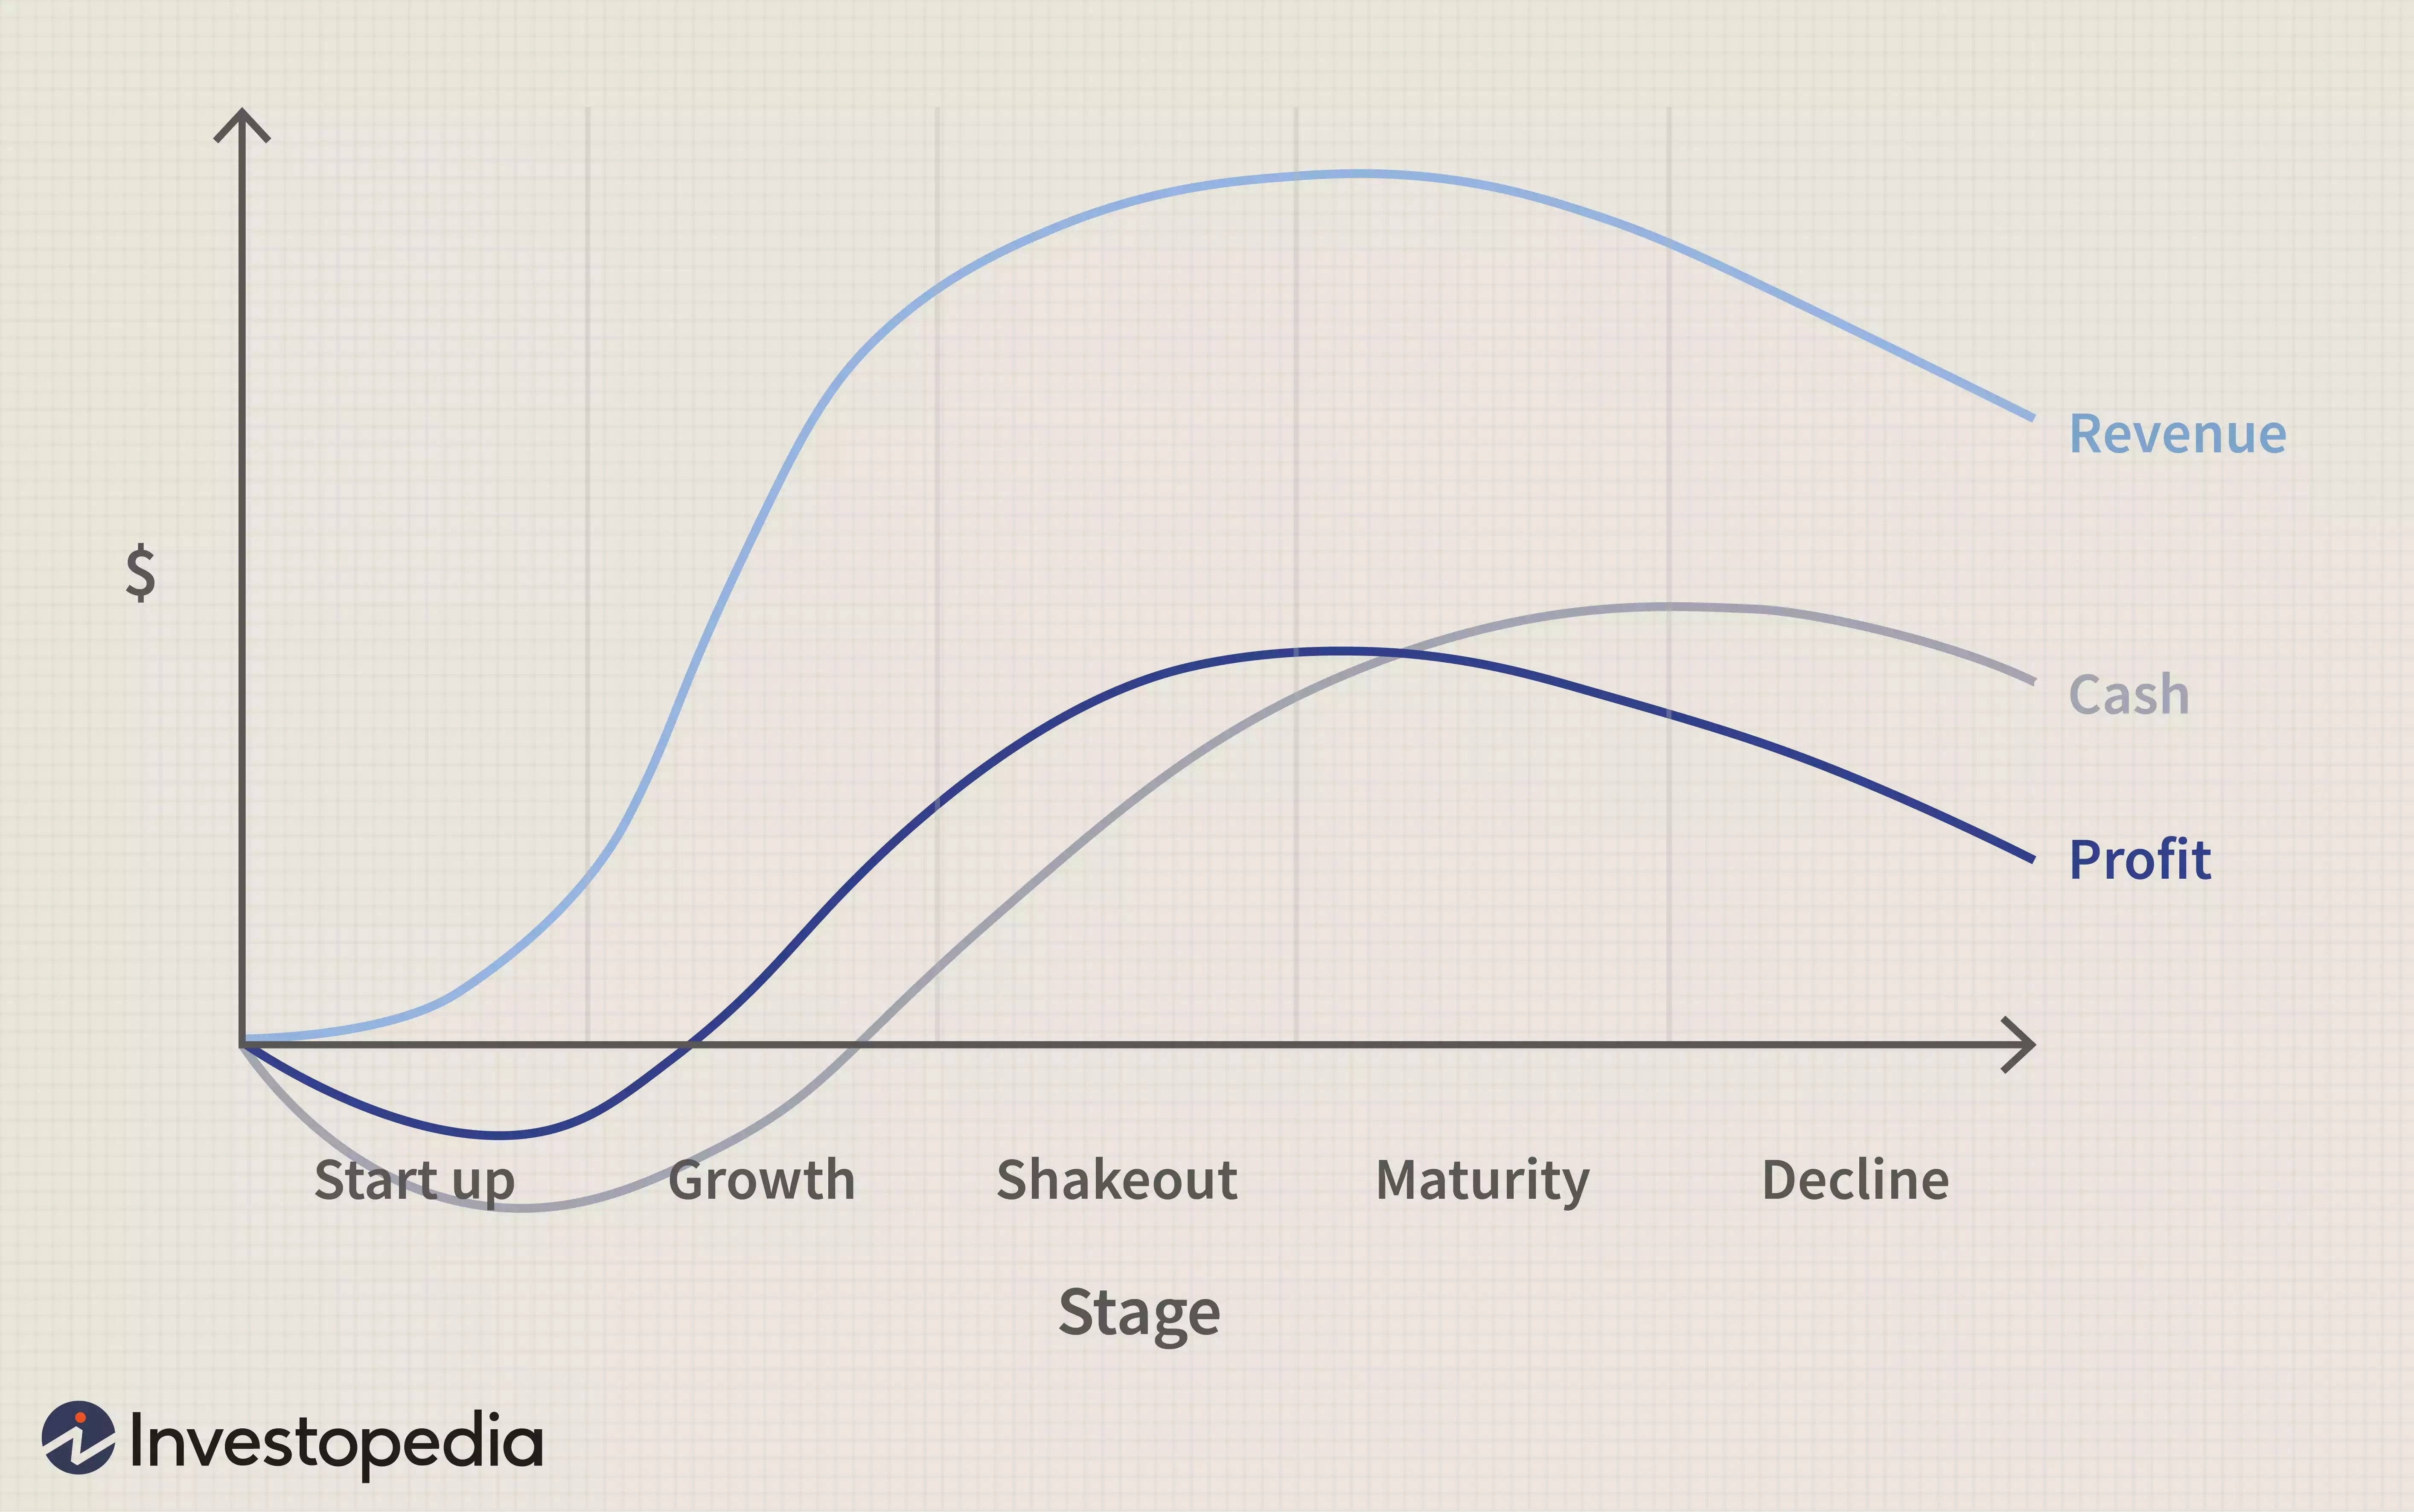 $
Revenue
Cash
Profit
Start up Growth Shakeout Maturity Decline
Stage
Investopedia